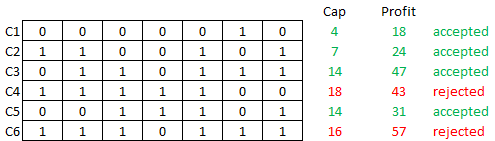 Cap Profit
C1 0 0 0 0 0 1 0 4 18 accepted
C2 1 1 0 0 1 0 1 7 24 accepted
C3 0 1 1 0 1 1 1 14 47 accepted
C4 1 1 1 1 1 0 0 18 43 rejected
C5 0 0 1 1 1 0 1 14 31 accepted
C6 1 1 1 0 1 1 1 16 57 rejected